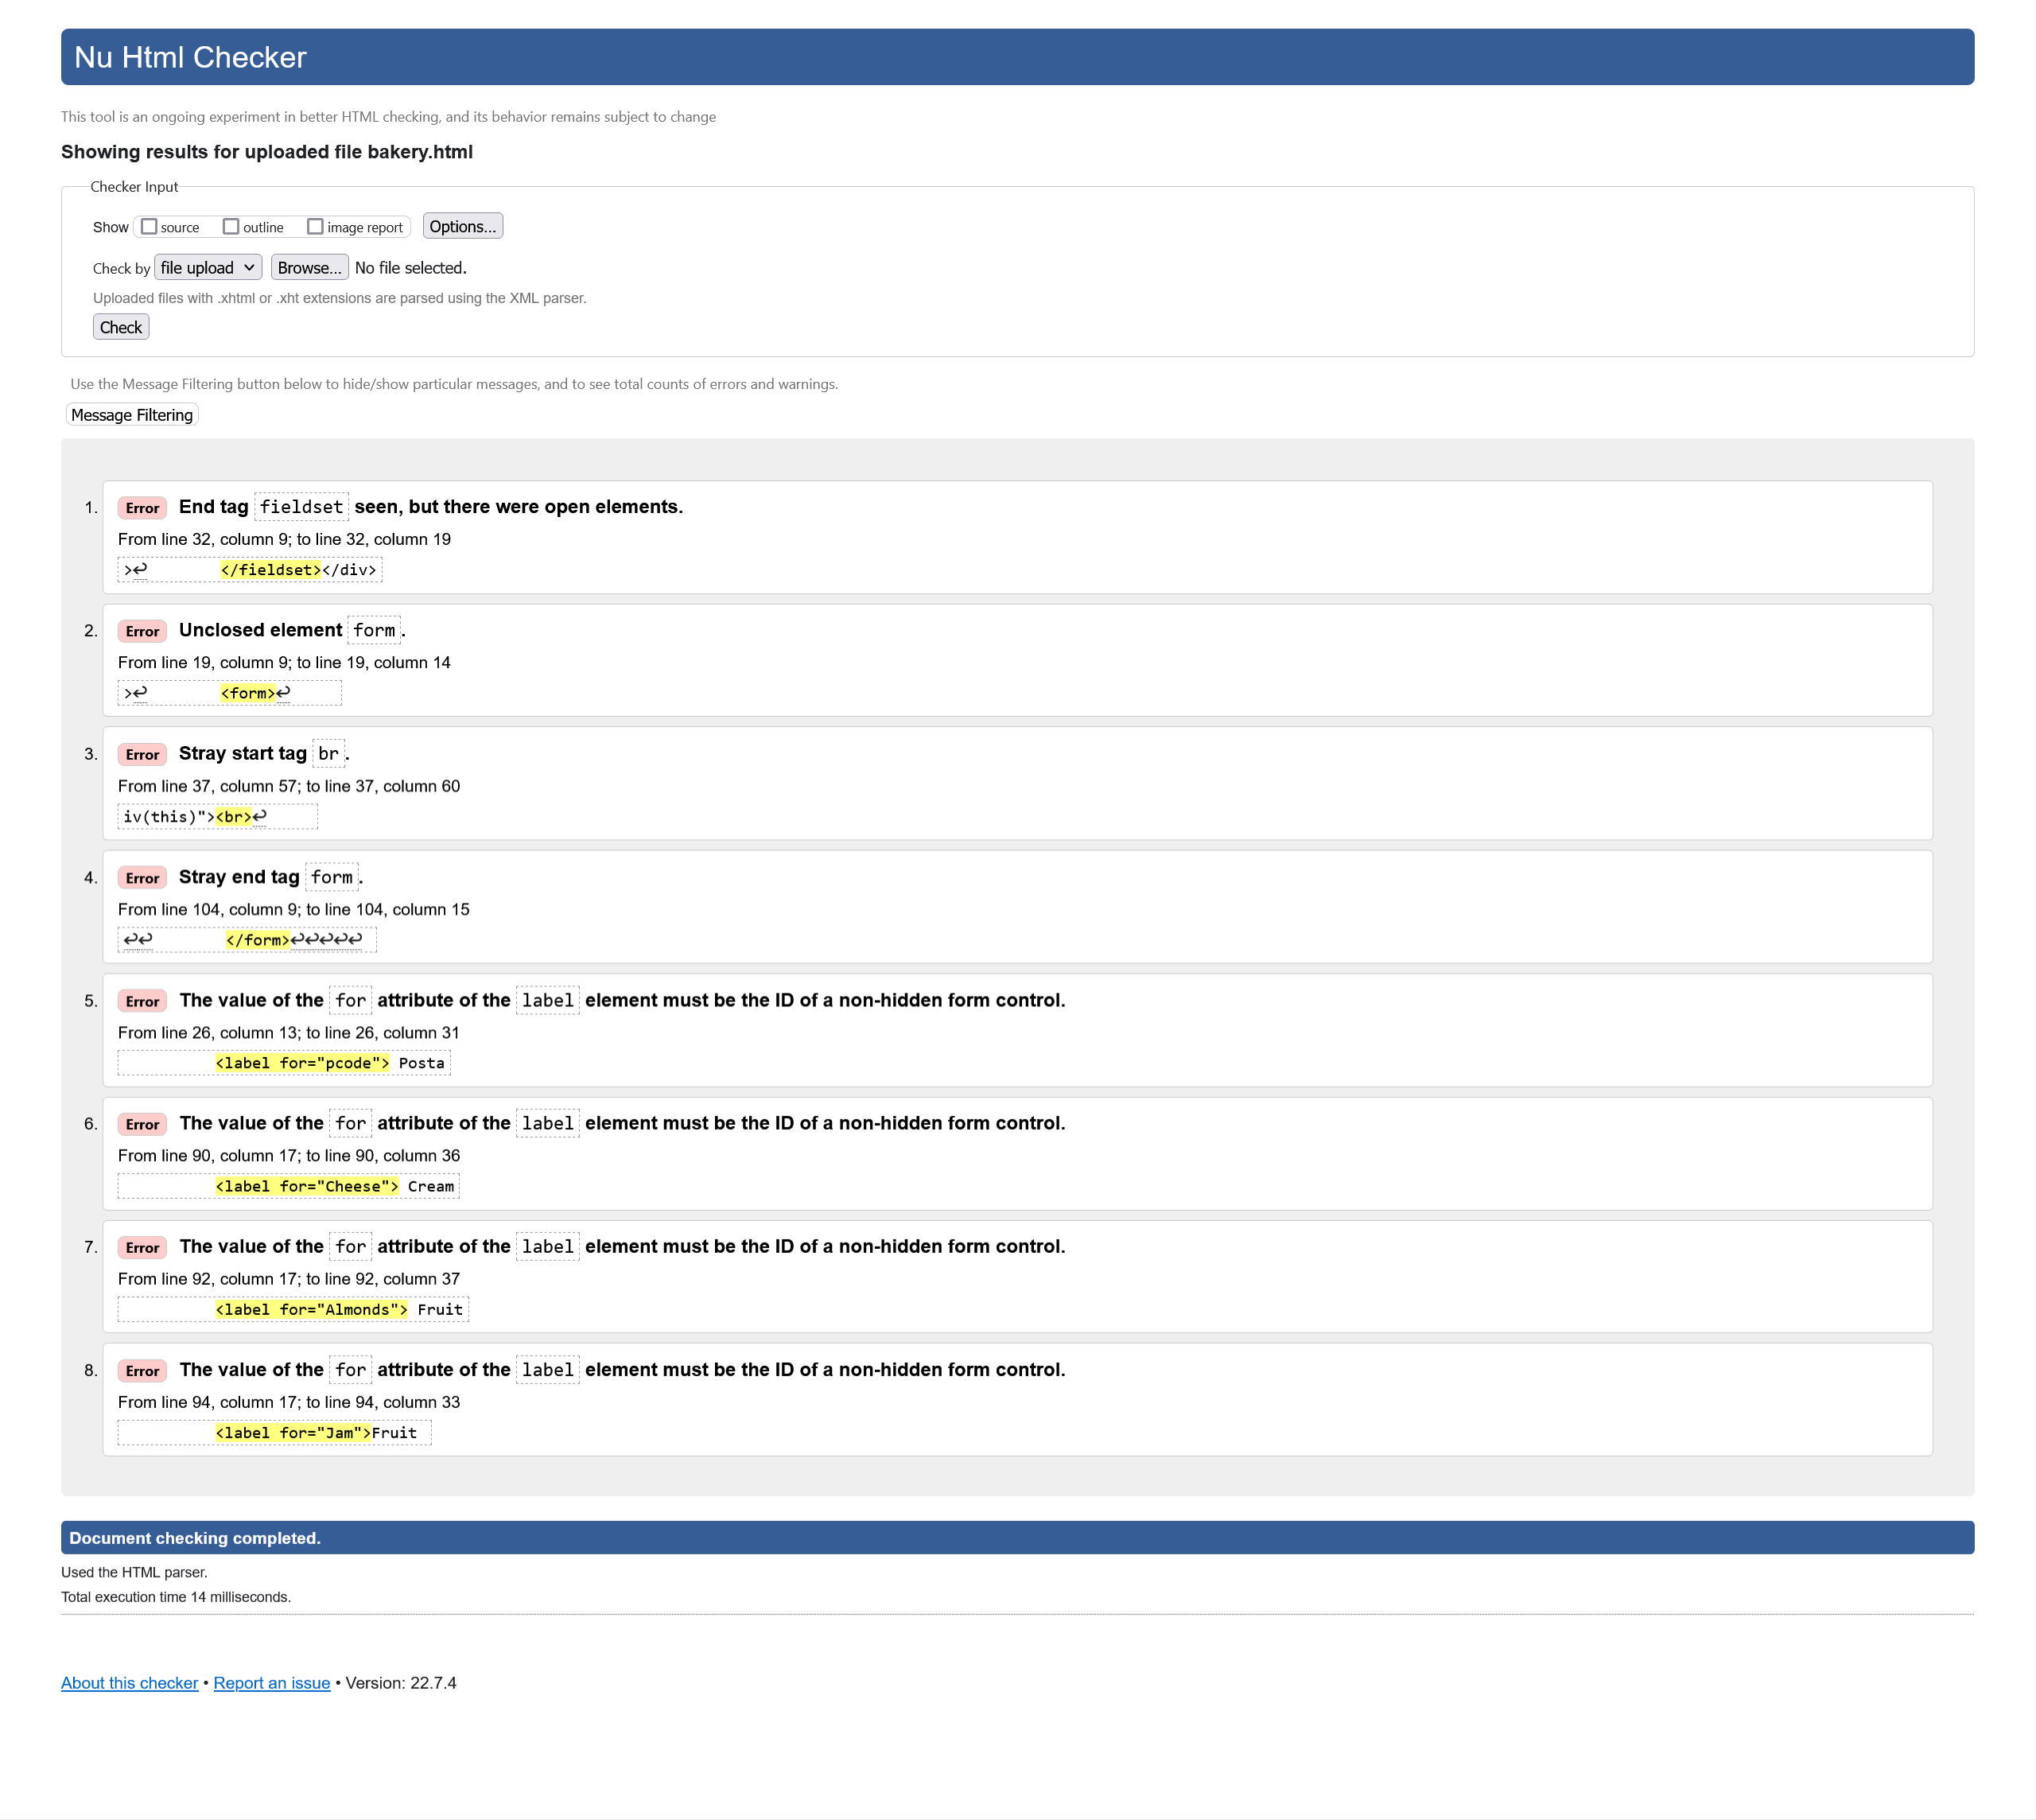 Nu Html Checker
This tool is an ongoing experiment in better HTML checking, and its behavior remains subject to change
Showing results for uploaded file bakery.html
Checker Input
Show source outline image report Options...
Check by file upload Browse... No file selected.
Uploaded files with .xhtml or .xht extensions are parsed using the XML parser.
Check
Use the Message Filtering button below to hide/show particular messages, and to see total counts of errors and warnings.
Message Filtering
1. Error End tag fieldset seen, but there were open elements.
From line 32, column 9; to line 32, column 19
>↩ </fieldset></div>
2. Error Unclosed element form.
From line 19, column 9; to line 19, column 14
>↩ <form>↩
3. Error Stray start tag br.
From line 37, column 57; to line 37, column 60
iv(this)"><br>↩
4. Error Stray end tag form.
From line 104, column 9; to line 104, column 15
↩↩ </form>↩↩↩↩↩
5. Error The value of the for attribute of the label element must be the ID of a non-hidden form control.
From line 26, column 13; to line 26, column 31
<label for="pcode"> Posta
6. Error The value of the for attribute of the label element must be the ID of a non-hidden form control.
From line 90, column 17; to line 90, column 36
<label for="Cheese"> Cream
7. Error The value of the for attribute of the label element must be the ID of a non-hidden form control.
From line 92, column 17; to line 92, column 37
<label for="Almonds"> Fruit
8. Error The value of the for attribute of the label element must be the ID of a non-hidden form control.
From line 94, column 17; to line 94, column 33
<label for="Jam">Fruit
Document checking completed.
Used the HTML parser.
Total execution time 14 milliseconds.
About this checker • Report an issue • Version: 22.7.4